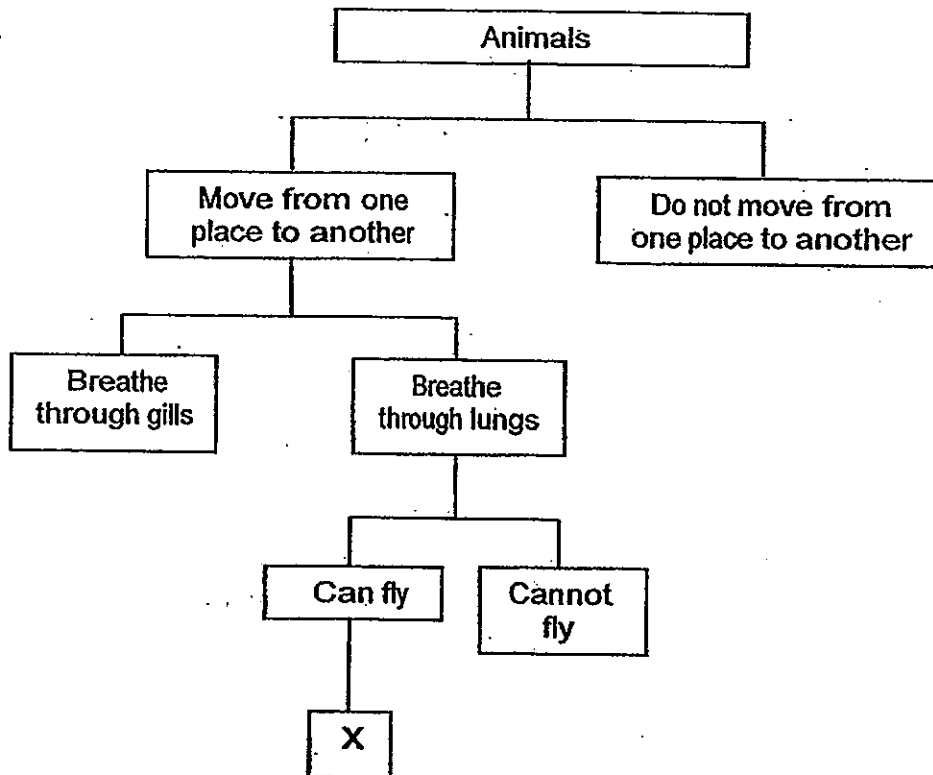 Animals
Move from one
place to another
Do not move from
one place to another
Breathe
through gills
Breathe
through lungs
Can fly
Cannot
fly
X